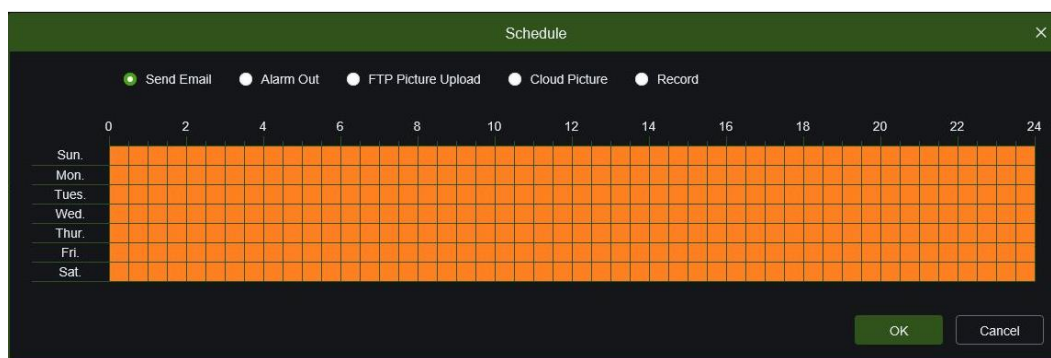 Schedule
Send Email Alarm Out FTP Picture Upload Cloud Picture Record
0 2 4 6 8 10 12 14 16 18 20 22 24
Sun.
Mon.
Tues.
Wed.
Thur.
Fri.
Sat.
OK Cancel